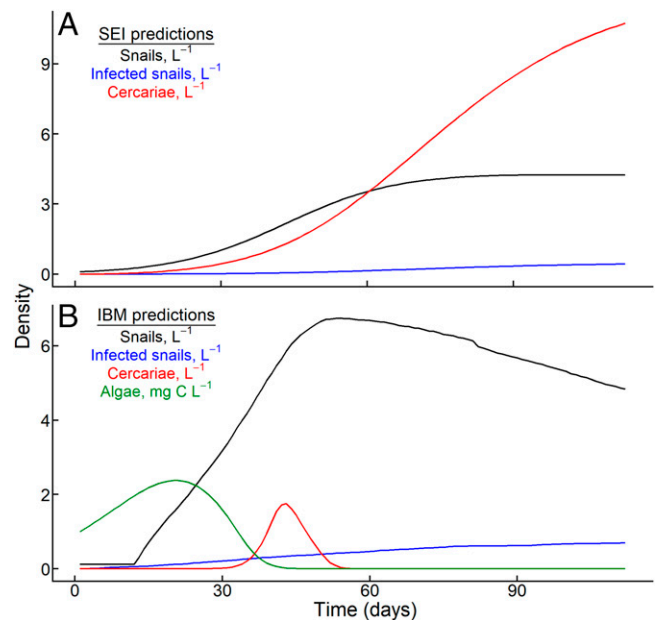 A
SEI predictions
Snails, L⁻¹
Infected snails, L⁻¹
Cercariae, L⁻¹
9
6
3
0
Density
B
IBM predictions
Snails, L⁻¹
Infected snails, L⁻¹
Cercariae, L⁻¹
Algae, mg C L⁻¹
6
4
2
0
0 30 60 90
Time (days)